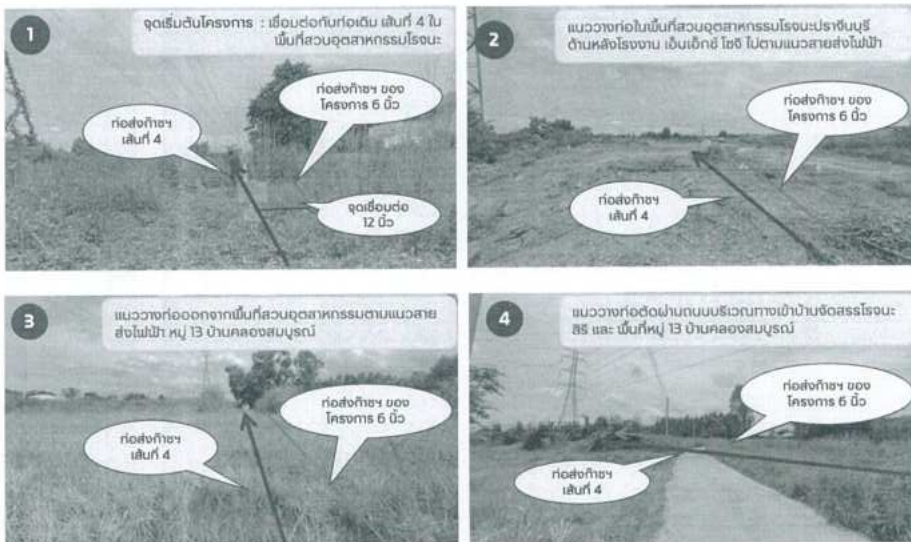 1
จุดเริ่มต้นโครงการ : เชื่อมต่อกับท่อเดิม เส้นที่ 4 ใน
พื้นที่สวนอุตสาหกรรมโรจนะ
ท่อส่งก๊าซฯ ของ
โครงการ 6 นิ้ว
ท่อส่งก๊าซฯ
เส้นที่ 4
จุดเชื่อมต่อ
12 นิ้ว
2
แนววางท่อในพื้นที่สวนอุตสาหกรรมโรจนะปราจีนบุรี
ด้านหลังโรงงาน เอ็นเอ็กซ์ โซจิ ไปตามแนวสายส่งไฟฟ้า
ท่อส่งก๊าซฯ ของ
โครงการ 6 นิ้ว
ท่อส่งก๊าซฯ
เส้นที่ 4
3
แนววางท่อออกจากพื้นที่สวนอุตสาหกรรมตามแนวสาย
ส่งไฟฟ้า หมู่ 13 บ้านคลองสมบูรณ์
ท่อส่งก๊าซฯ ของ
โครงการ 6 นิ้ว
ท่อส่งก๊าซฯ
เส้นที่ 4
4
แนววางท่อตัดผ่านถนนบริเวณทางเข้าบ้านจัดสรรโรจนะ
สิริ และ พื้นที่หมู่ 13 บ้านคลองสมบูรณ์
ท่อส่งก๊าซฯ ของ
โครงการ 6 นิ้ว
ท่อส่งก๊าซฯ
เส้นที่ 4